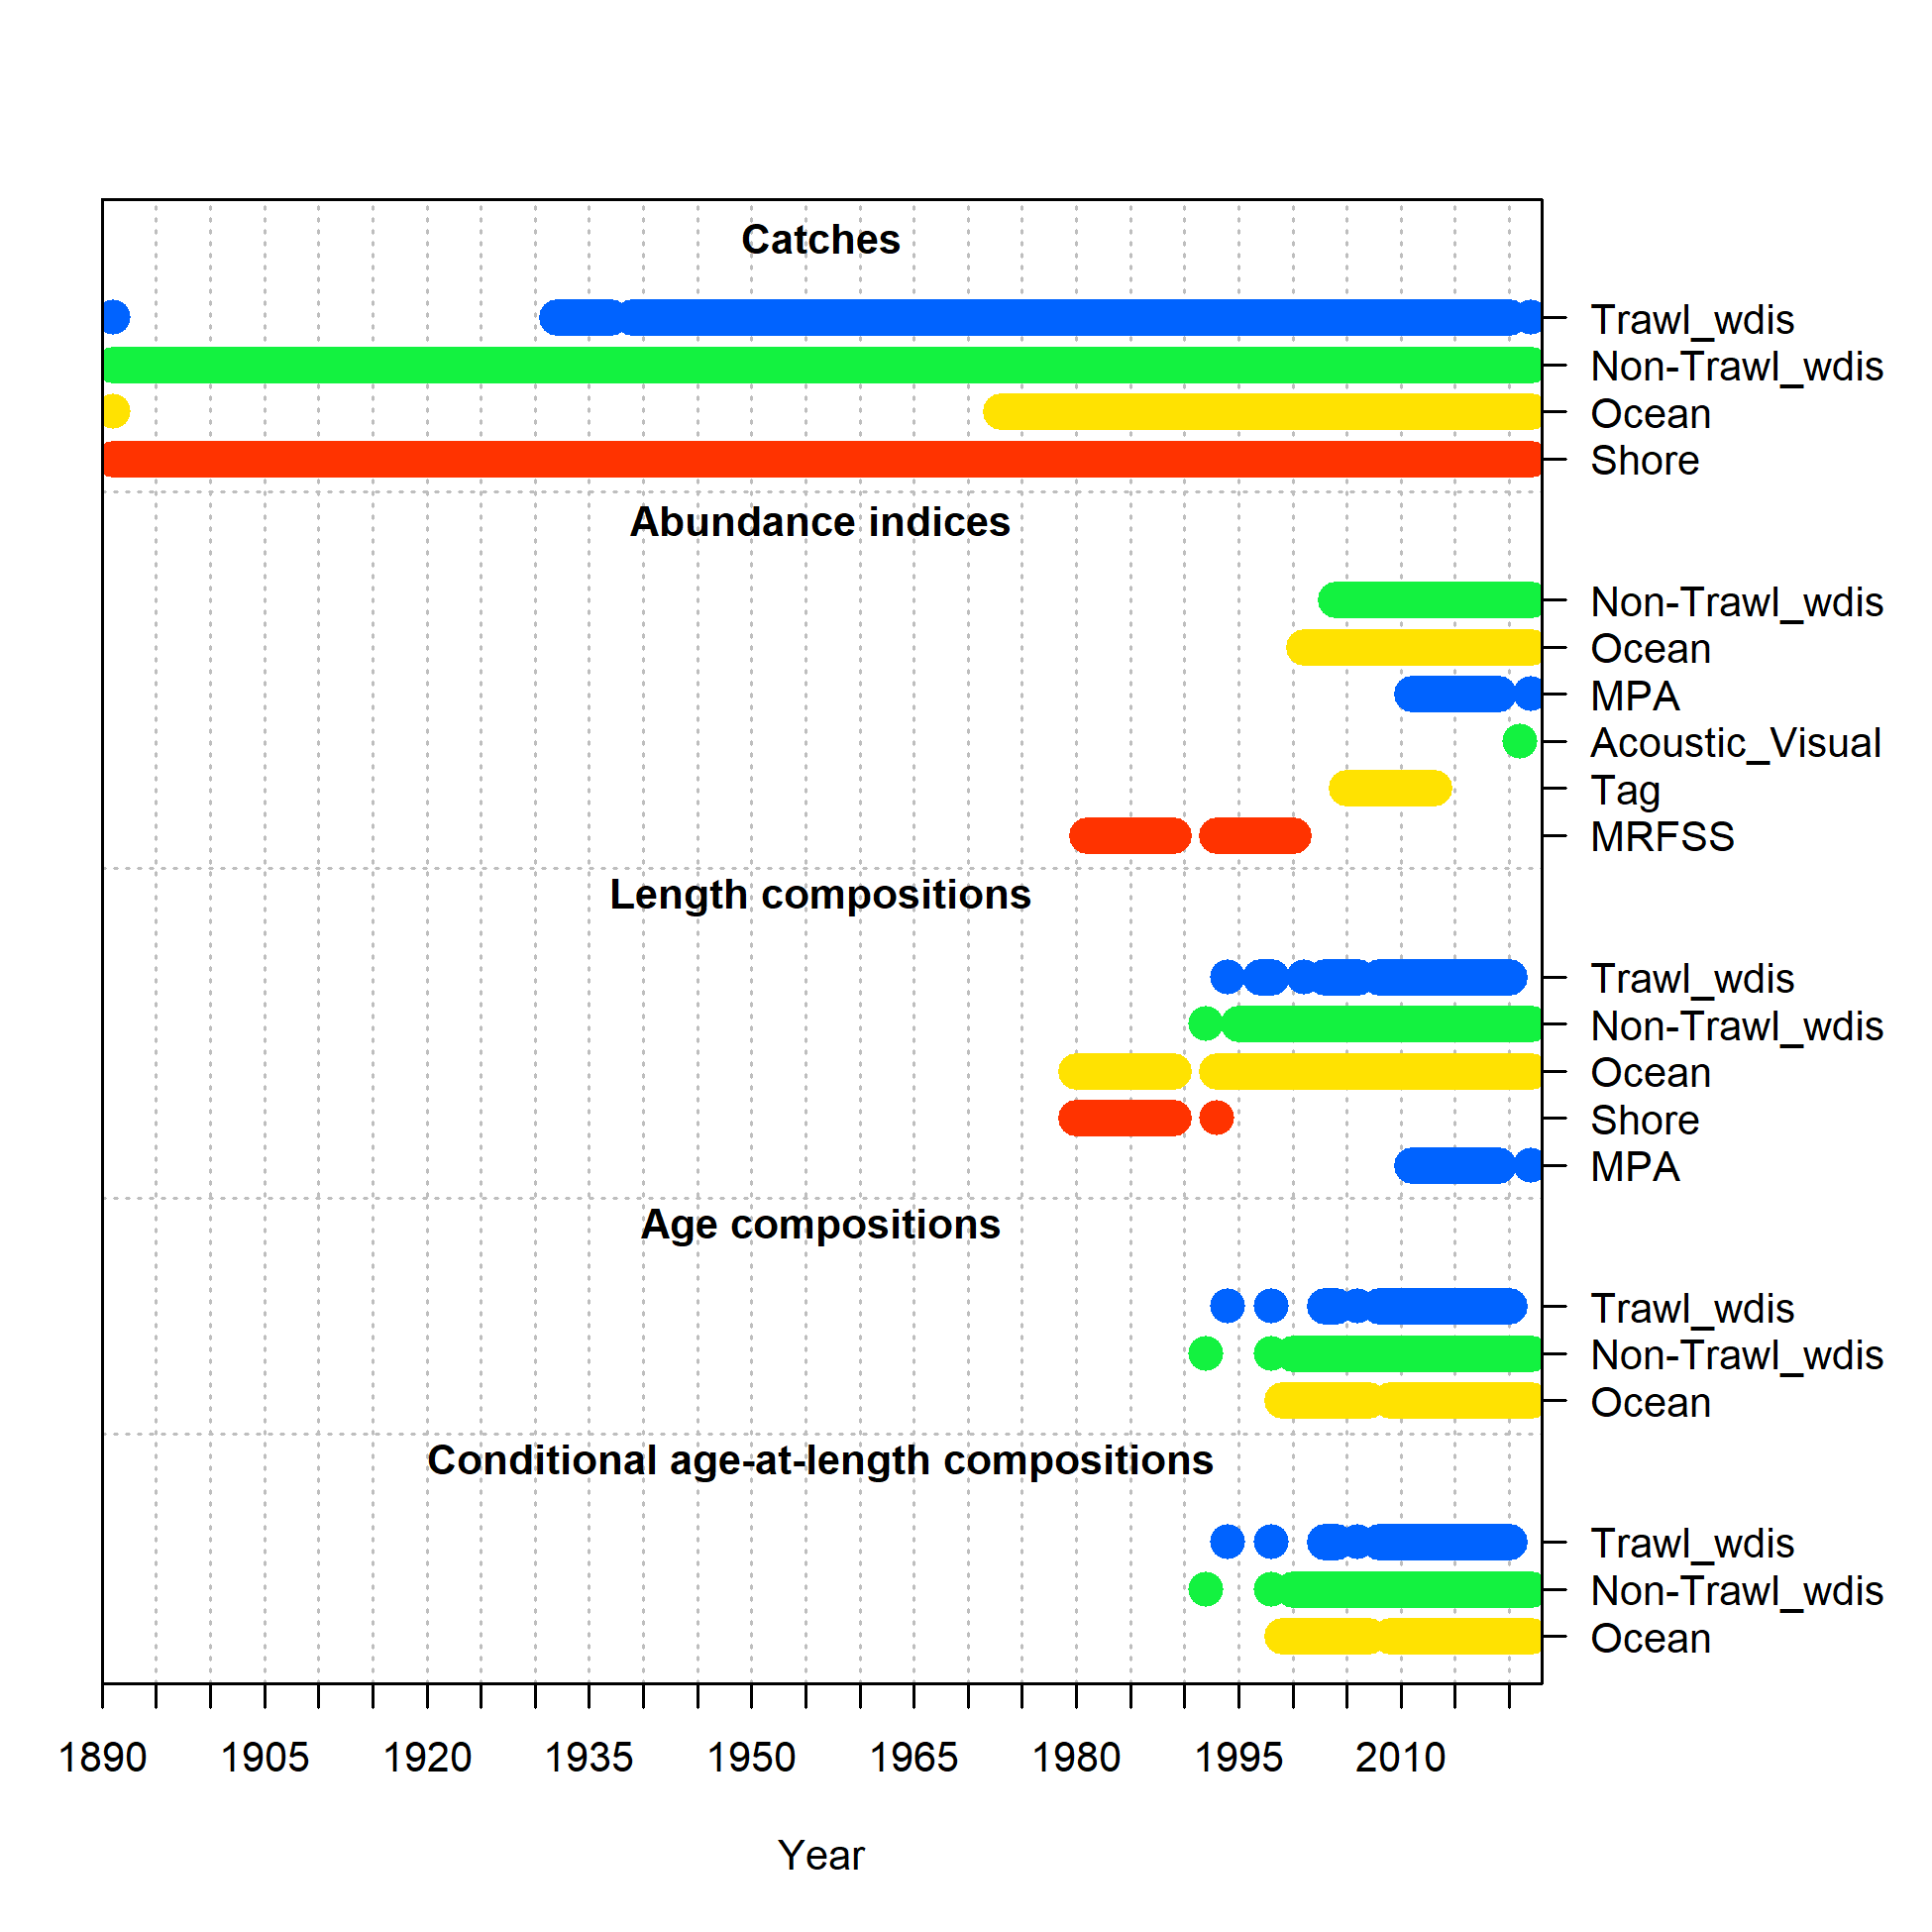 Catches
Trawl_wdis
Non-Trawl_wdis
Ocean
Shore
Abundance indices
Non-Trawl_wdis
Ocean
MPA
Acoustic_Visual
Tag
MRFSS
Length compositions
Trawl_wdis
Non-Trawl_wdis
Ocean
Shore
MPA
Age compositions
Trawl_wdis
Non-Trawl_wdis
Ocean
Conditional age-at-length compositions
Trawl_wdis
Non-Trawl_wdis
Ocean
1890 1905 1920 1935 1950 1965 1980 1995 2010
Year